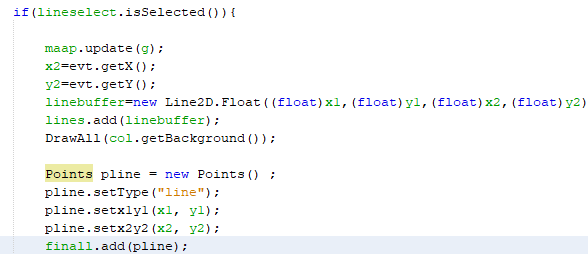 if(lineselect.isSelected()){
maap.update(g);
x2=evt.getX();
y2=evt.getY();
linebuffer=new Line2D.Float((float)x1,(float)y1,(float)x2,(float)y2)
lines.add(linebuffer);
DrawAll(col.getBackground());
Points pline = new Points() ;
pline.setType("line");
pline.setx1y1(x1, y1);
pline.setx2y2(x2, y2);
finall.add(pline);